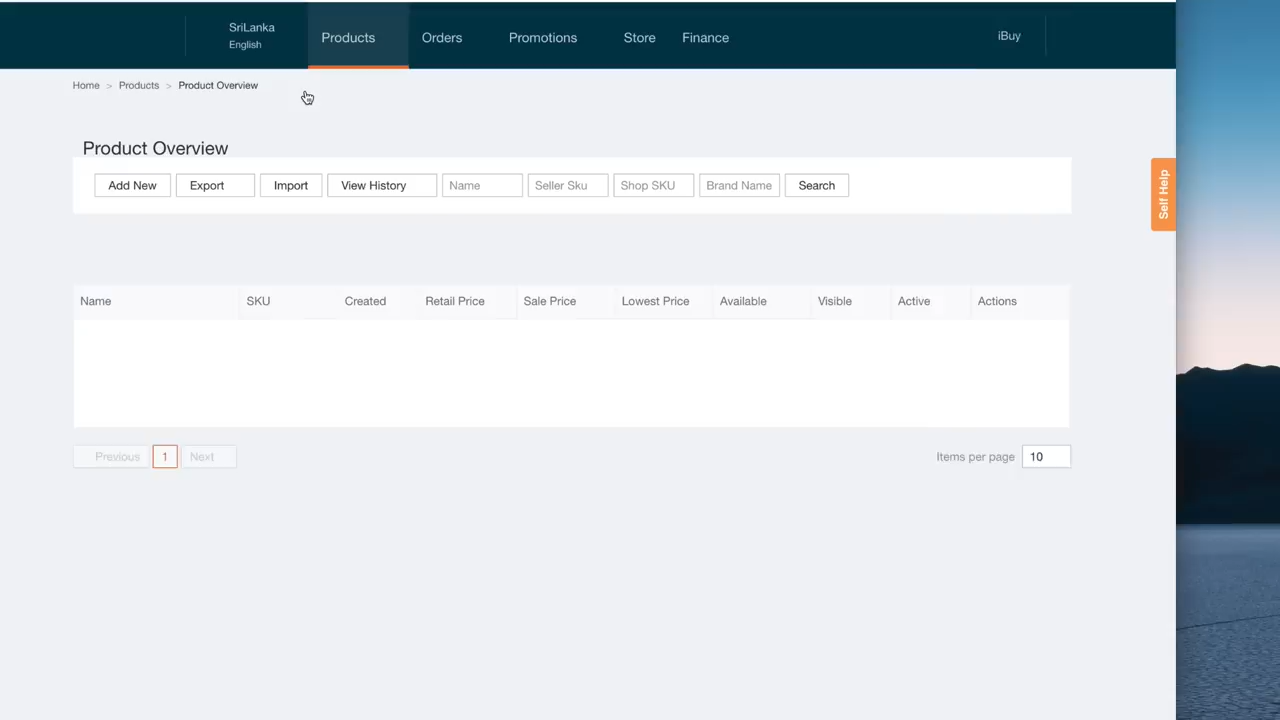 SriLanka
English
Products Orders Promotions Store Finance iBuy
Home > Products > Product Overview
Product Overview
Add New Export Import View History Name Seller Sku Shop SKU Brand Name Search
Self Help
Name SKU Created Retail Price Sale Price Lowest Price Available Visible Active Actions
Previous 1 Next Items per page 10